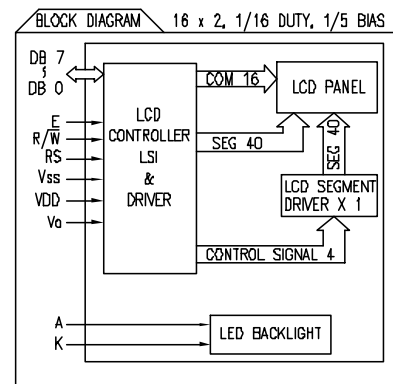 BLOCK DIAGRAM 16 x 2, 1/16 DUTY, 1/5 BIAS
DB 7
DB 0
E
R/W̅
RS
Vss
VDD
Vo
LCD
CONTROLLER
LSI
&
DRIVER
COM 16
LCD PANEL
SEG 40
SEG 40
LCD SEGMENT
DRIVER X 1
CONTROL SIGNAL 4
A
K
LED BACKLIGHT